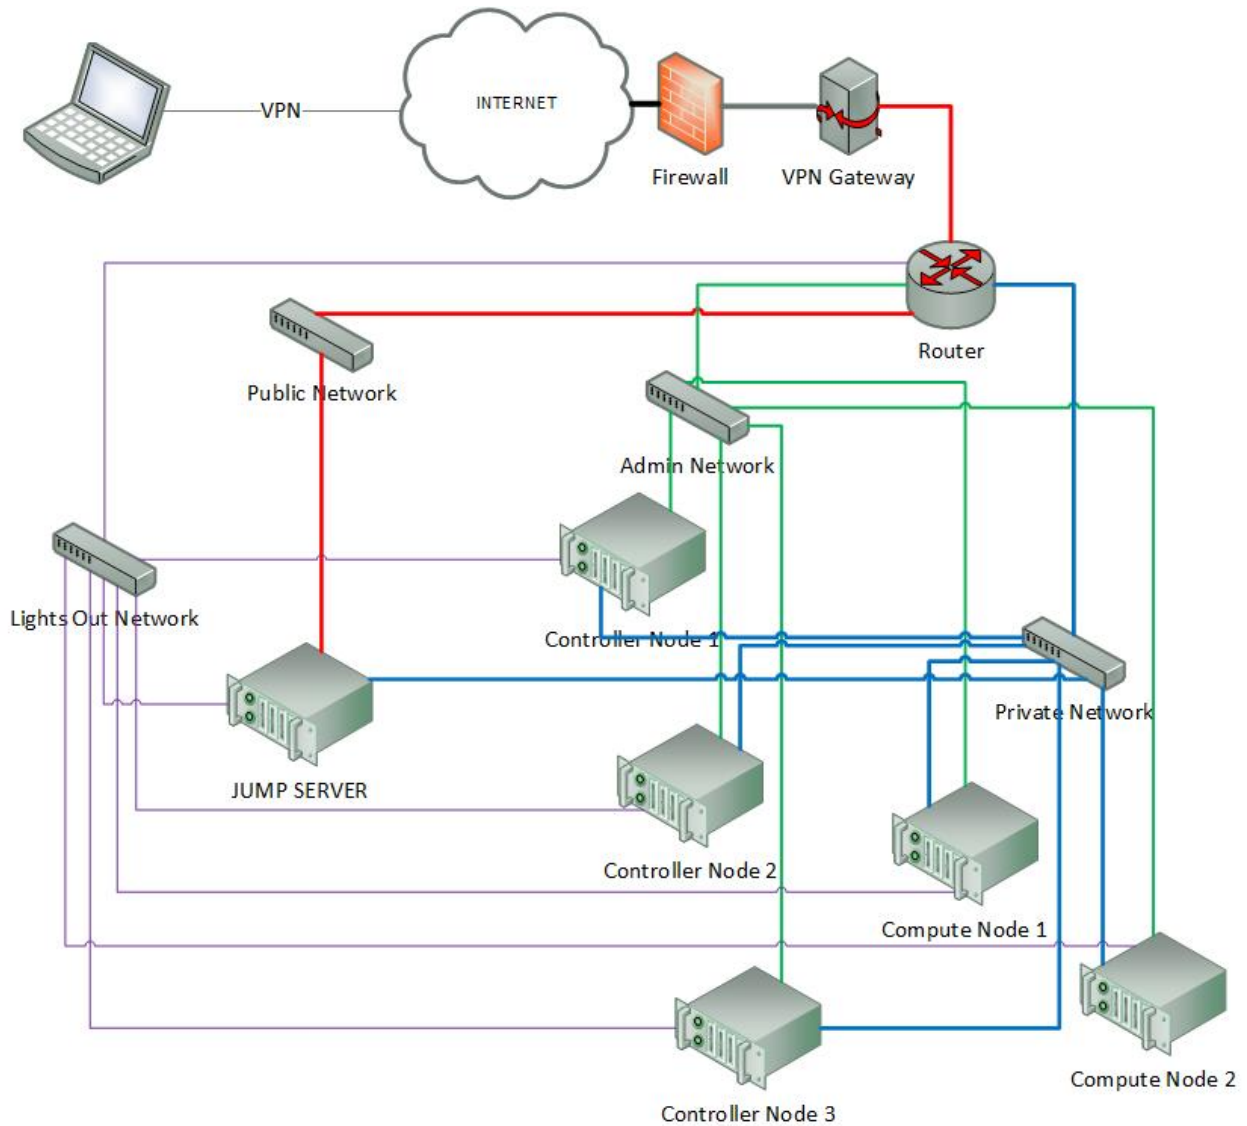 INTERNET
VPN
Firewall
VPN Gateway
Router
Public Network
Admin Network
Lights Out Network
Controller Node 1
Private Network
JUMP SERVER
Controller Node 2
Compute Node 1
Compute Node 2
Controller Node 3